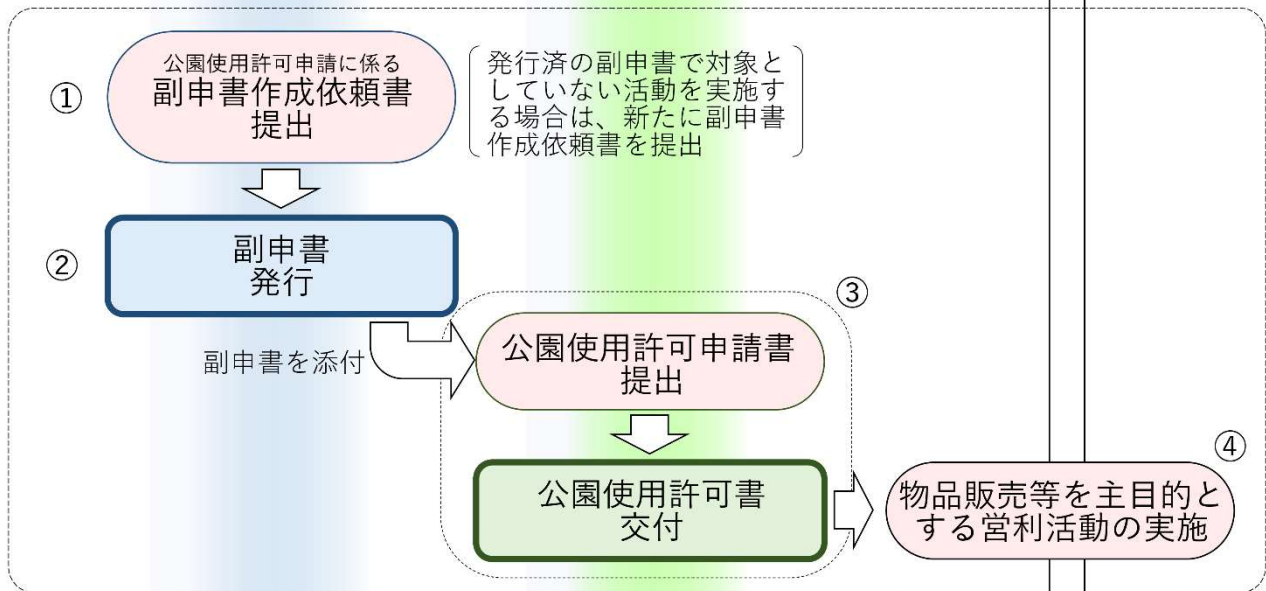 ①
公園使用許可申請に係る
副申書作成依頼書
提出
発行済の副申書で対象と
していない活動を実施す
る場合は、新たに副申書
作成依頼書を提出
②
副申書
発行
副申書を添付
③
公園使用許可申請書
提出
公園使用許可書
交付
④
物品販売等を主目的と
する営利活動の実施